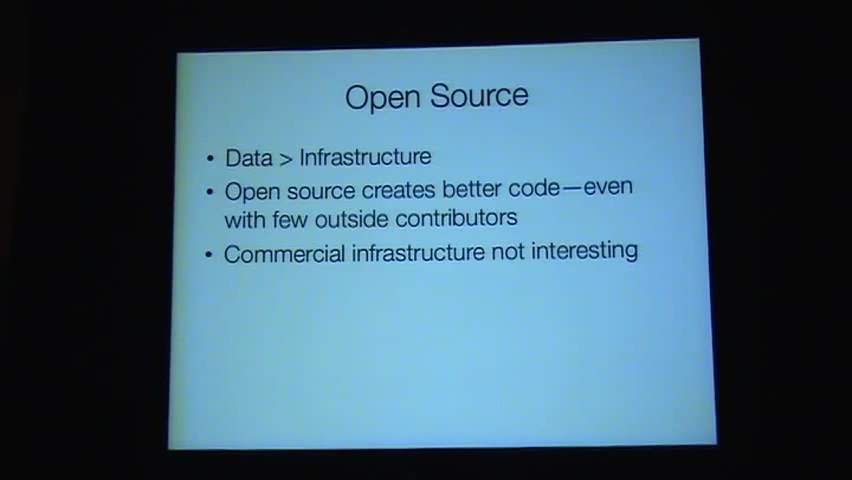 Open Source
• Data > Infrastructure
• Open source creates better code—even
with few outside contributors
• Commercial infrastructure not interesting